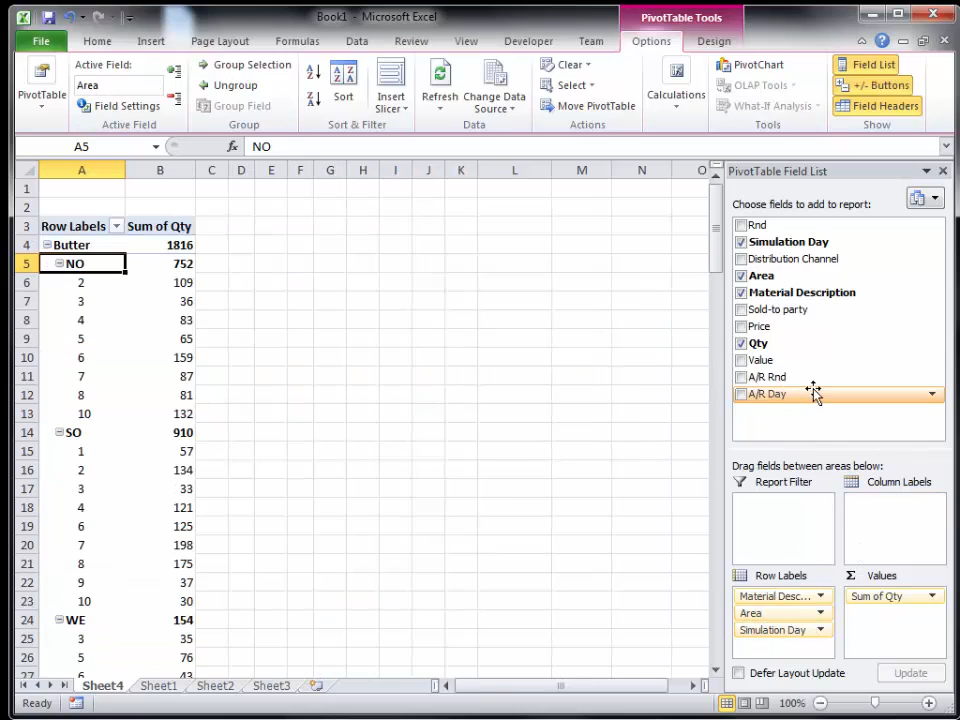 Book1 - Microsoft Excel
PivotTable Tools
File Home Insert Page Layout Formulas Data Review View Developer Team Options Design
PivotTable
Active Field:
Area
Field Settings
Active Field
Group Selection
Ungroup
Group Field
Group
Sort
Insert Slicer
Sort & Filter
Refresh
Change Data Source
Data
Clear
Select
Move PivotTable
Actions
Calculations
PivotChart
OLAP Tools
What-If Analysis
Tools
Field List
+/- Buttons
Field Headers
Show
A5 fx NO
A B C D E F G H I J K L M N O
1
2
3 Row Labels Sum of Qty
4 Butter 1816
5 NO 752
6 2 109
7 3 36
8 4 83
9 5 65
10 6 159
11 7 87
12 8 81
13 10 132
14 SO 910
15 1 57
16 2 134
17 3 33
18 4 121
19 6 125
20 7 198
21 8 175
22 9 37
23 10 30
24 WE 154
25 3 35
26 5 76
27 6 43
PivotTable Field List
Choose fields to add to report:
Rnd
Simulation Day
Distribution Channel
Area
Material Description
Sold-to party
Price
Qty
Value
A/R Rnd
A/R Day
Drag fields between areas below:
Report Filter
Column Labels
Row Labels
Σ Values
Material Desc...
Area
Simulation Day
Sum of Qty
Defer Layout Update
Update
Sheet4 Sheet1 Sheet2 Sheet3
Ready
100%